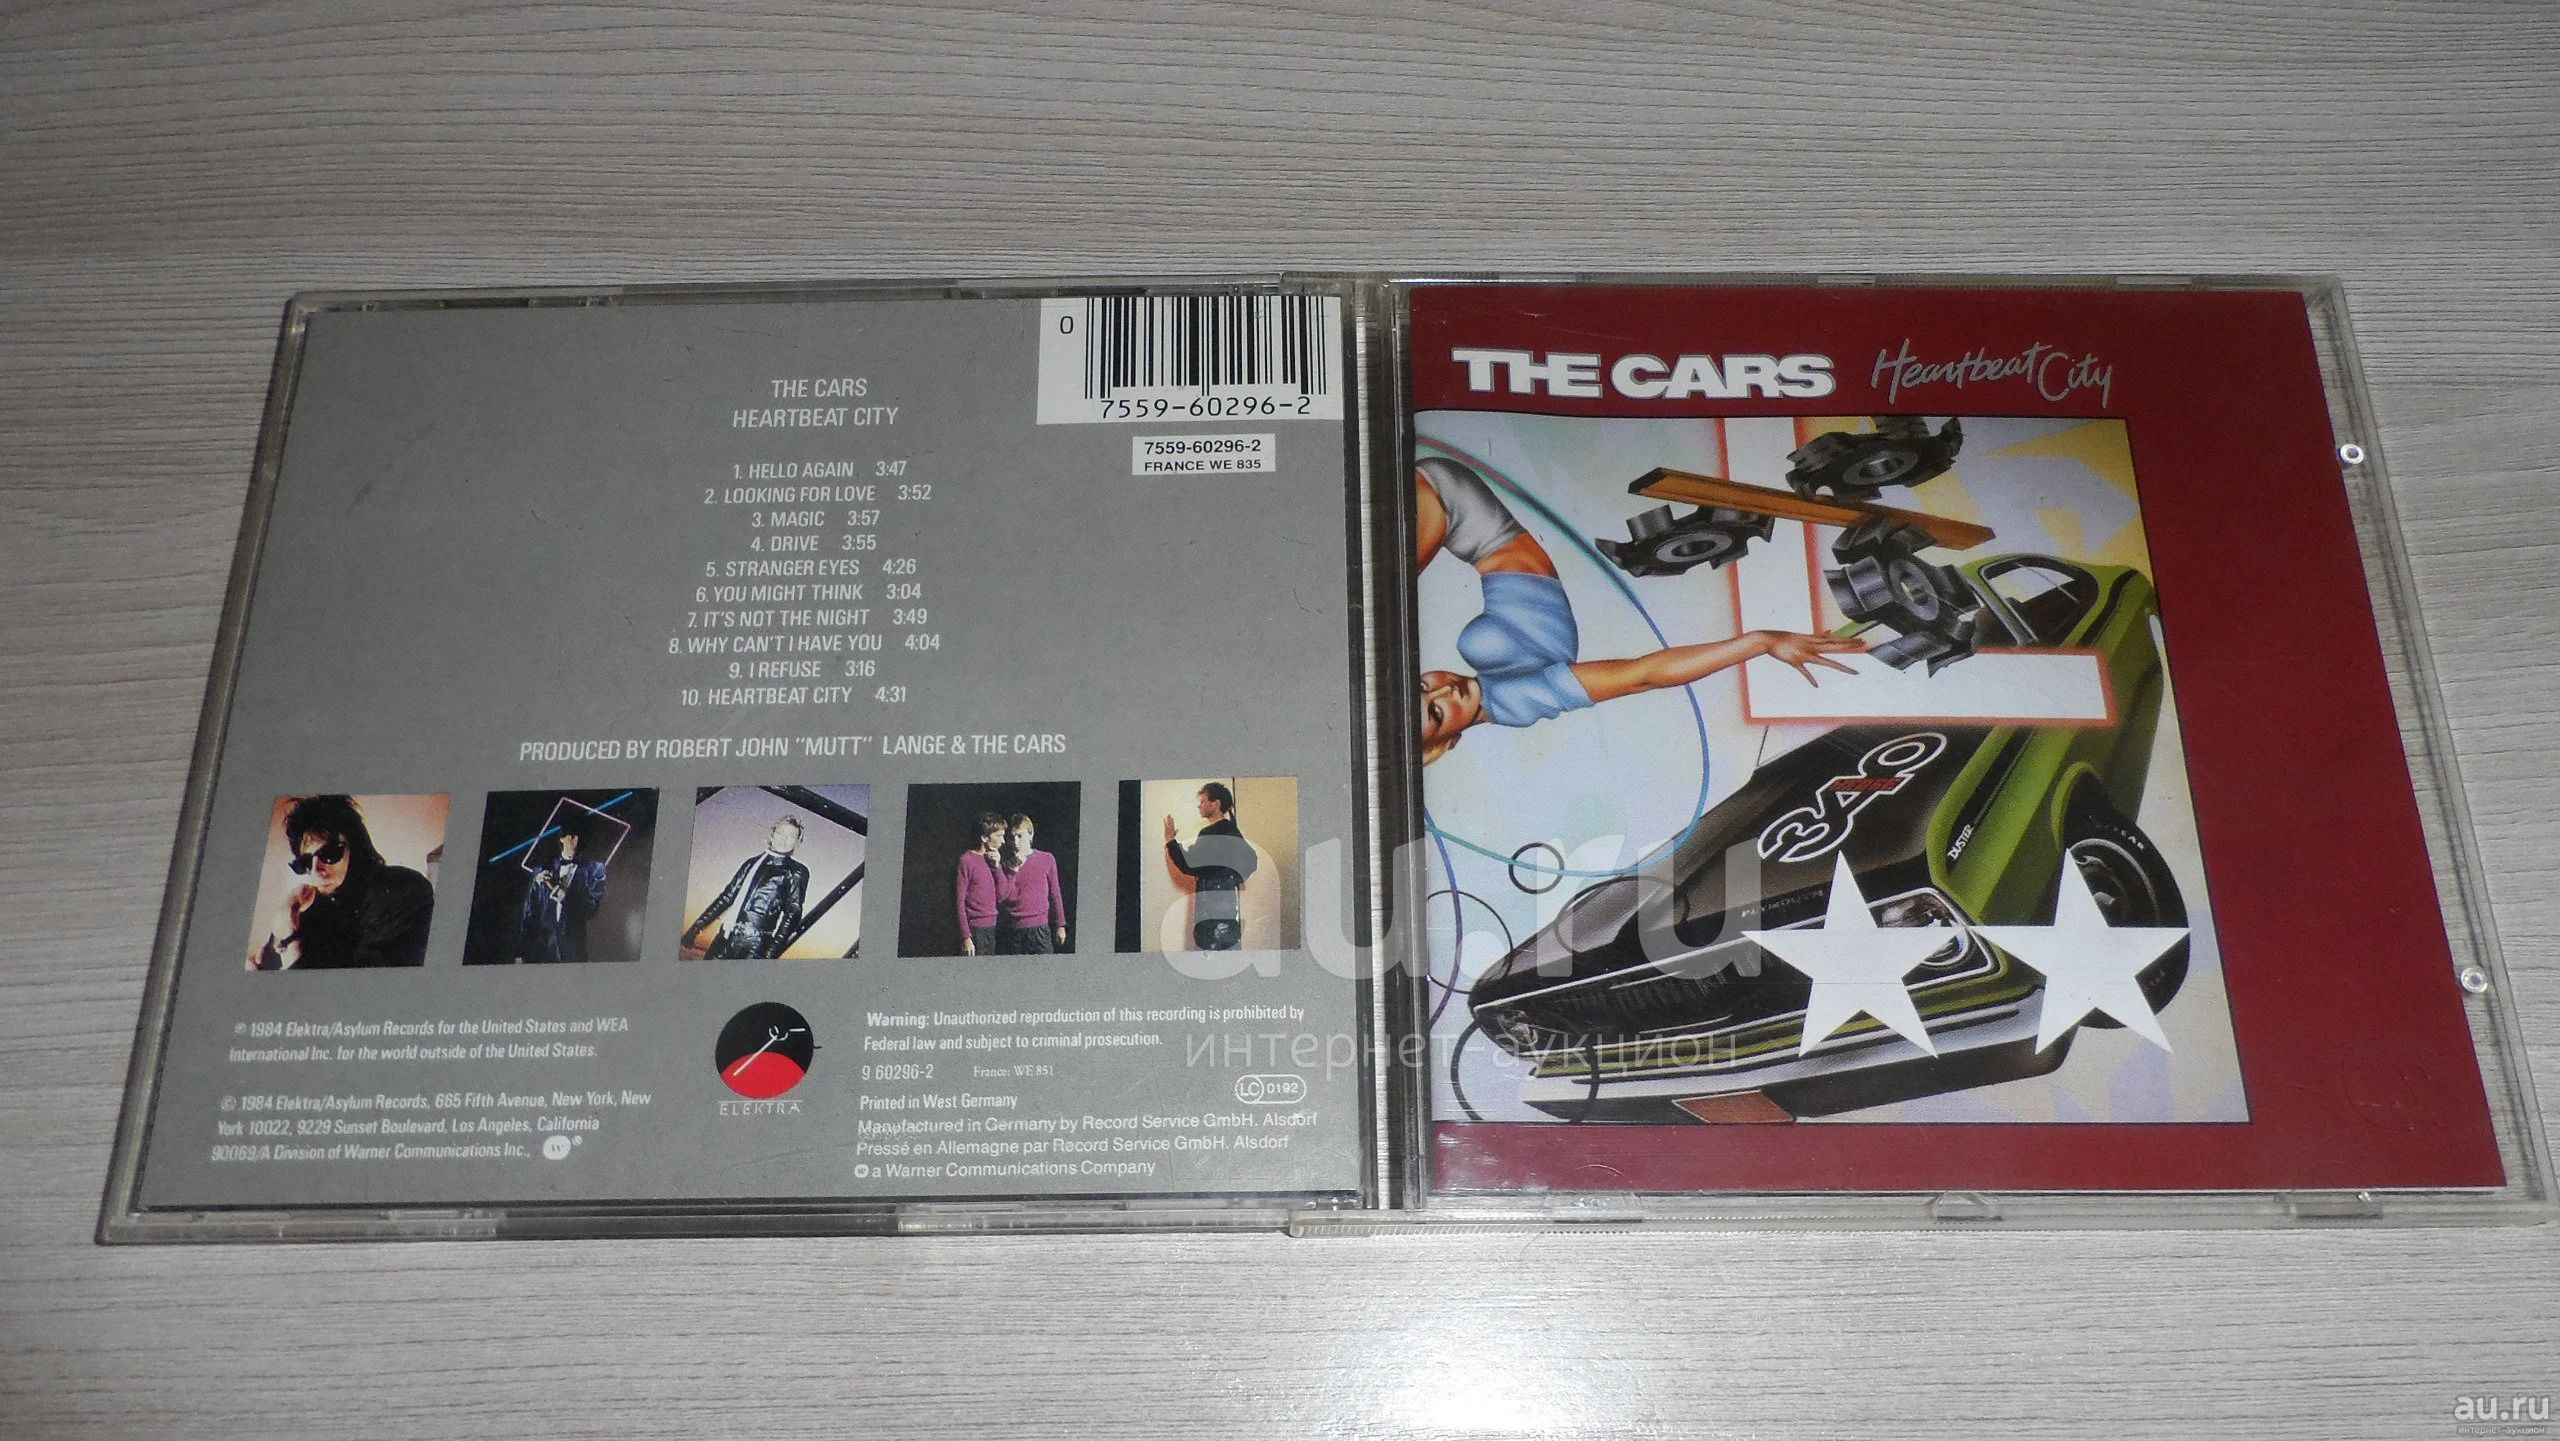 0
7559-60296-2
7559-60296-2
FRANCE WE 835
THE CARS
HEARTBEAT CITY
1. HELLO AGAIN 3:47
2. LOOKING FOR LOVE 3:52
3. MAGIC 3:57
4. DRIVE 3:55
5. STRANGER EYES 4:26
6. YOU MIGHT THINK 3:04
7. IT'S NOT THE NIGHT 3:49
8. WHY CAN'T I HAVE YOU 4:04
9. I REFUSE 3:16
10. HEARTBEAT CITY 4:31
PRODUCED BY ROBERT JOHN "MUTT" LANGE & THE CARS
℗ 1984 Elektra/Asylum Records for the United States and WEA
International Inc. for the world outside of the United States.
© 1984 Elektra/Asylum Records, 665 Fifth Avenue, New York, New
York 10022, 9229 Sunset Boulevard, Los Angeles, California
90069/A Division of Warner Communications Inc.,
ELEKTRA
Warning: Unauthorized reproduction of this recording is prohibited by
Federal law and subject to criminal prosecution.
9 60296-2 France: WE 851
LC 0192
Printed in West Germany
Manufactured in Germany by Record Service GmbH. Alsdorf
Pressé en Allemagne par Record Service GmbH. Alsdorf
a Warner Communications Company
THE CARS Heartbeat City
340
DUSTER
PLYMOUTH
au.ru
интернет-аукцион
au.ru
интернет-аукцион